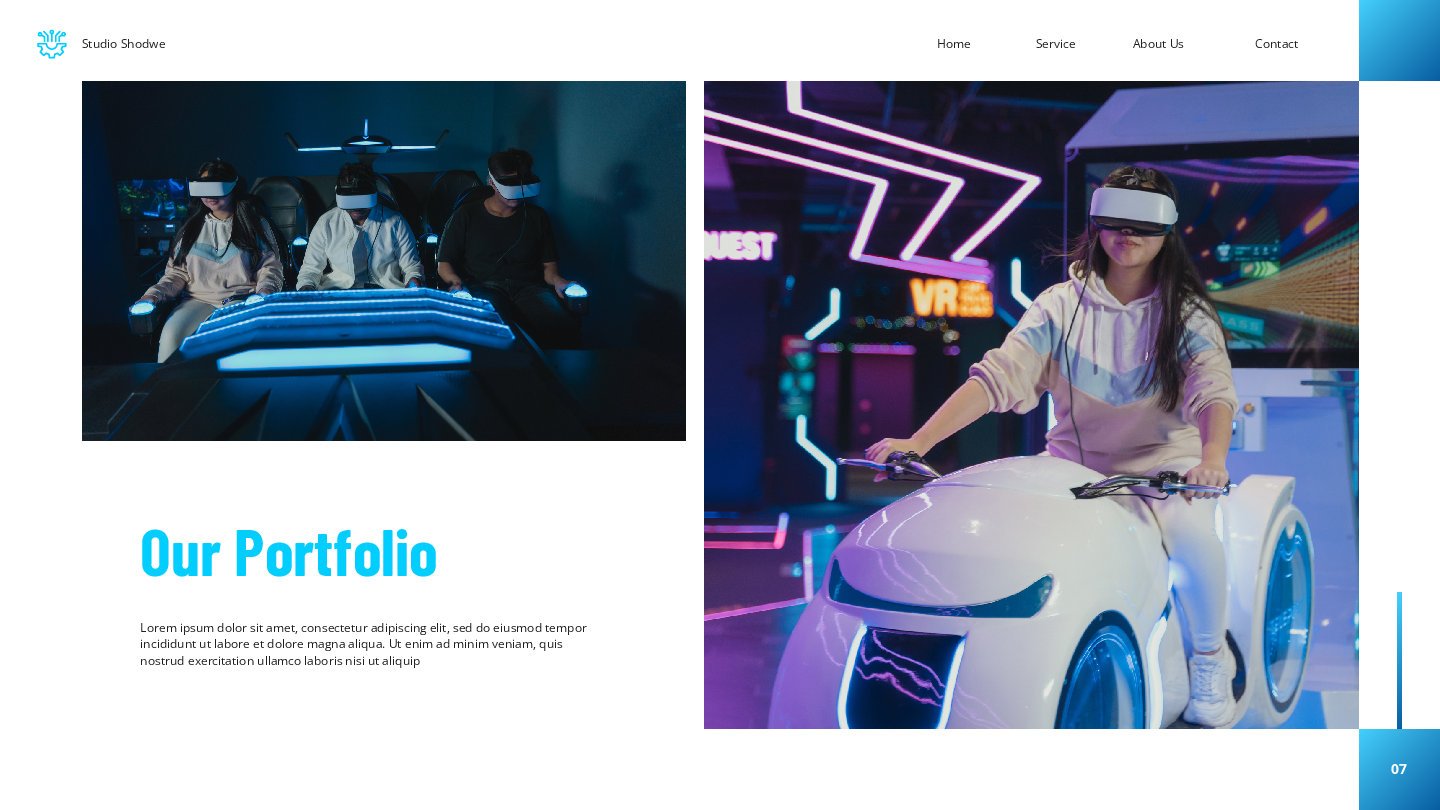 Studio Shodwe
Home
Service
About Us
Contact
UEST
VR
Our Portfolio
Lorem ipsum dolor sit amet, consectetur adipiscing elit, sed do eiusmod tempor
incididunt ut labore et dolore magna aliqua. Ut enim ad minim veniam, quis
nostrud exercitation ullamco laboris nisi ut aliquip
07